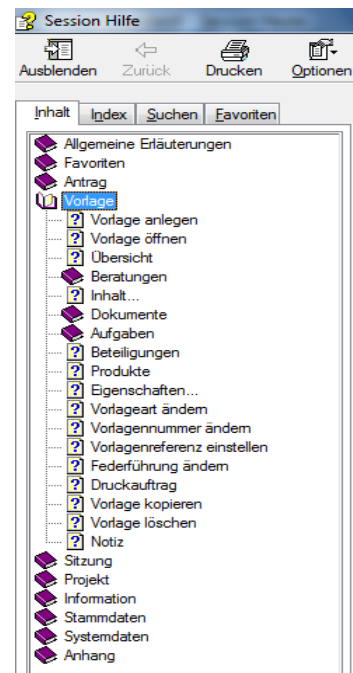 Session Hilfe
Ausblenden Zurück Drucken Optionen
Inhalt Index Suchen Favoriten
Allgemeine Erläuterungen
Favoriten
Antrag
Vorlage
Vorlage anlegen
Vorlage öffnen
Übersicht
Beratungen
Inhalt...
Dokumente
Aufgaben
Beteiligungen
Produkte
Eigenschaften...
Vorlageart ändern
Vorlagennummer ändern
Vorlagenreferenz einstellen
Federführung ändern
Druckauftrag
Vorlage kopieren
Vorlage löschen
Notiz
Sitzung
Projekt
Information
Stammdaten
Systemdaten
Anhang